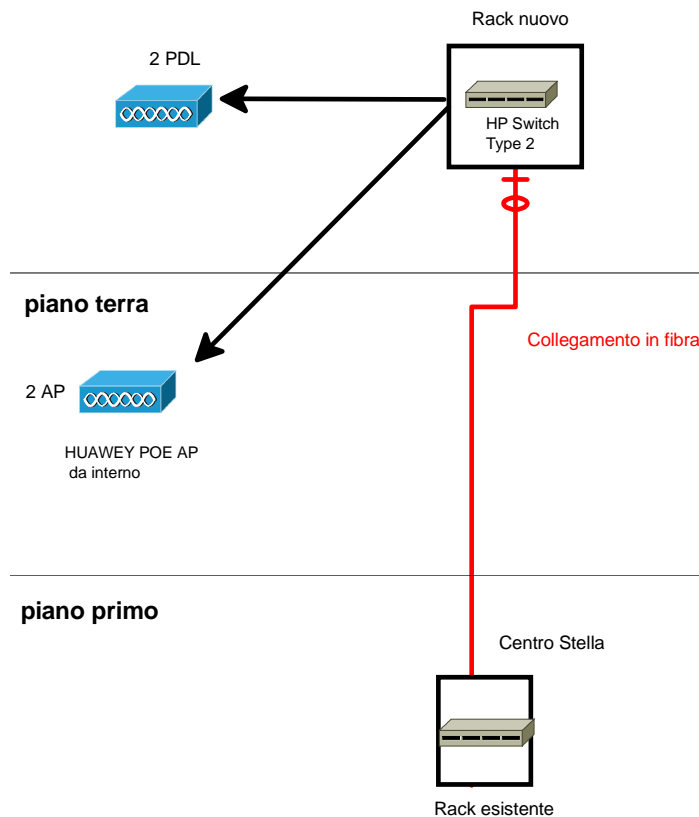 Rack nuovo
2 PDL
HP Switch
Type 2
piano terra
Collegamento in fibra
2 AP
HUAWEY POE AP
da interno
piano primo
Centro Stella
Rack esistente